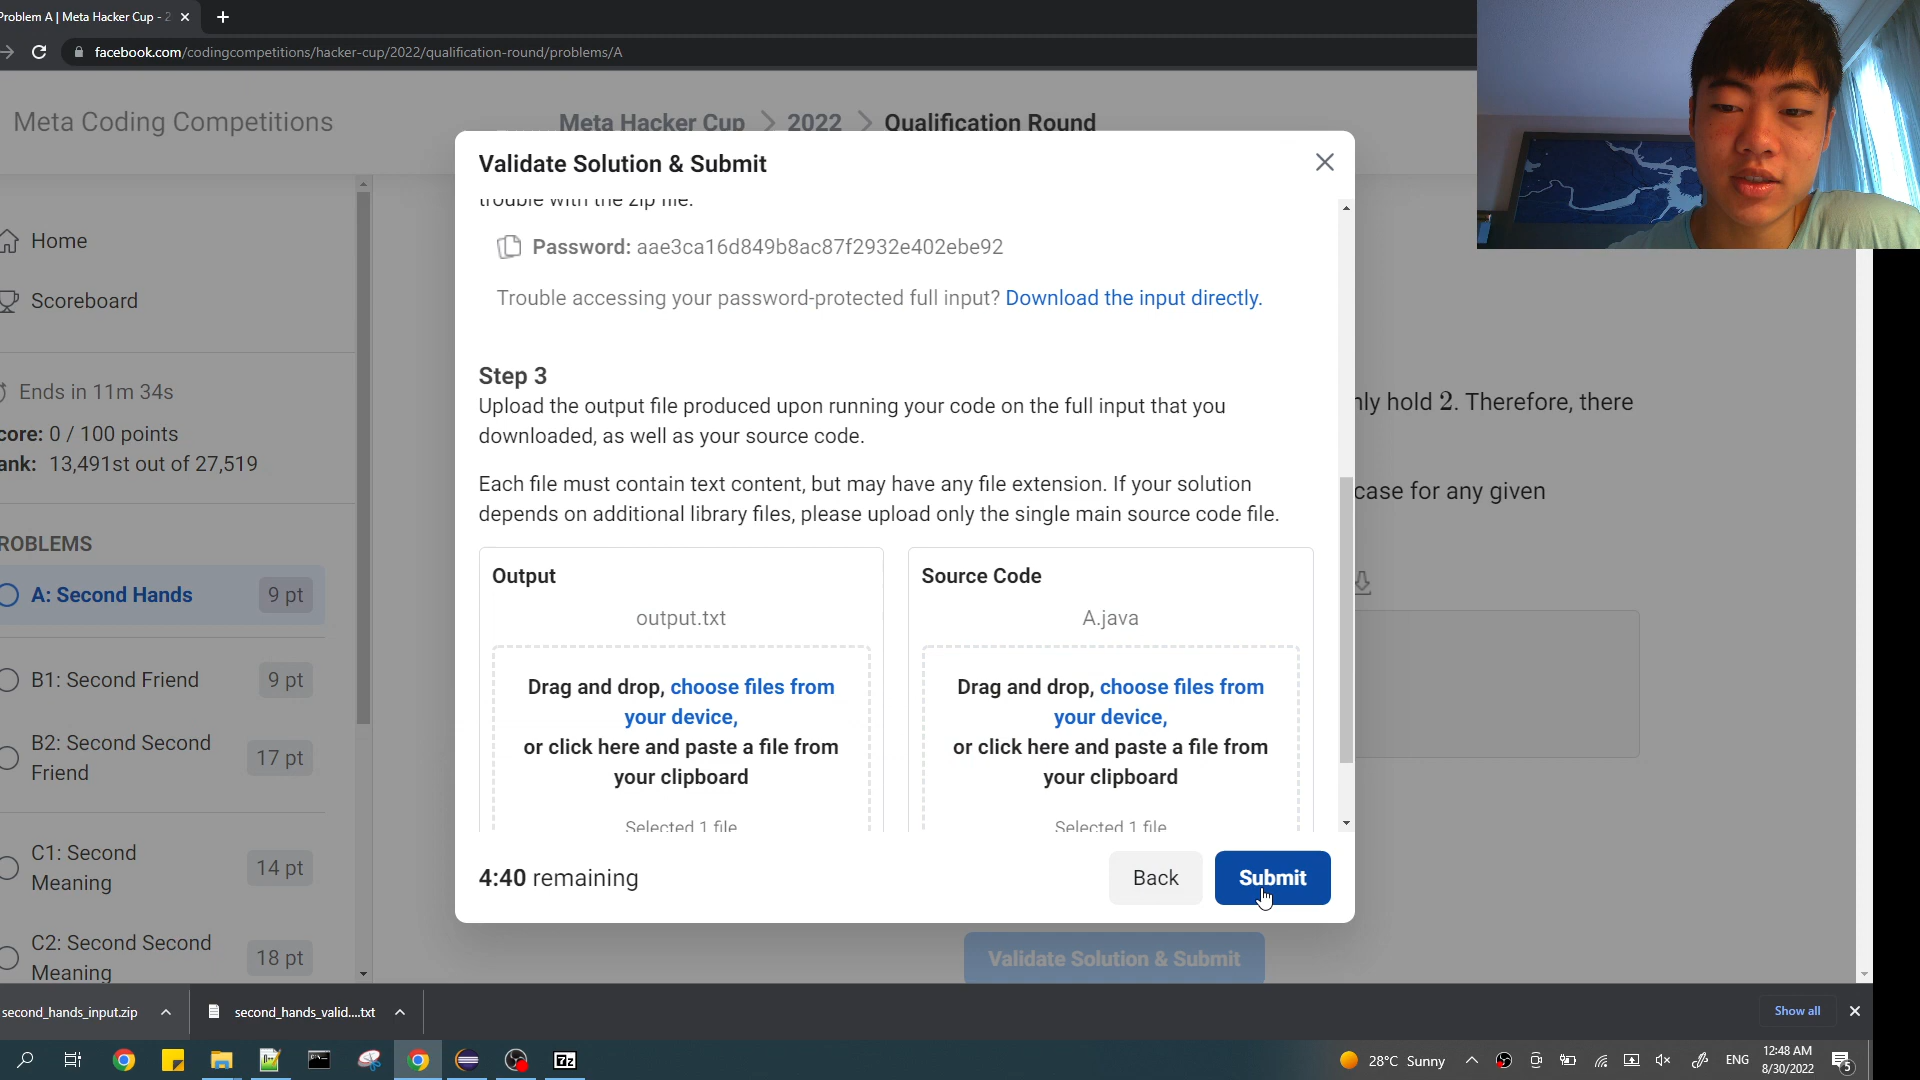 Problem A | Meta Hacker Cup - 2
facebook.com/codingcompetitions/hacker-cup/2022/qualification-round/problems/A
Meta Coding Competitions
Meta Hacker Cup > 2022 > Qualification Round
Home
Scoreboard
Ends in 11m 34s
core: 0 / 100 points
ank: 13,491st out of 27,519
ROBLEMS
A: Second Hands 9 pt
B1: Second Friend 9 pt
B2: Second Second
Friend
17 pt
C1: Second
Meaning
14 pt
C2: Second Second
Meaning
18 pt
Validate Solution & Submit
trouble with the zip file.
Password: aae3ca16d849b8ac87f2932e402ebe92
Trouble accessing your password-protected full input? Download the input directly.
Step 3
Upload the output file produced upon running your code on the full input that you
downloaded, as well as your source code.
Each file must contain text content, but may have any file extension. If your solution
depends on additional library files, please upload only the single main source code file.
Output
output.txt
Drag and drop, choose files from
your device,
or click here and paste a file from
your clipboard
Selected 1 file
Source Code
A.java
Drag and drop, choose files from
your device,
or click here and paste a file from
your clipboard
Selected 1 file
4:40 remaining
Back
Submit
nly hold 2. Therefore, there
case for any given
Validate Solution & Submit
second_hands_input.zip
second_hands_valid....txt
Show all
28°C Sunny
ENG
12:48 AM
8/30/2022
5
7z